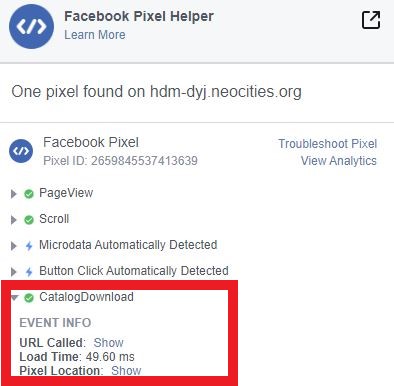 Facebook Pixel Helper
Learn More
One pixel found on hdm-dyj.neocities.org
Facebook Pixel
Troubleshoot Pixel
Pixel ID: 2659845537413639
View Analytics
PageView
Scroll
Microdata Automatically Detected
Button Click Automatically Detected
CatalogDownload
EVENT INFO
URL Called: Show
Load Time: 49.60 ms
Pixel Location: Show